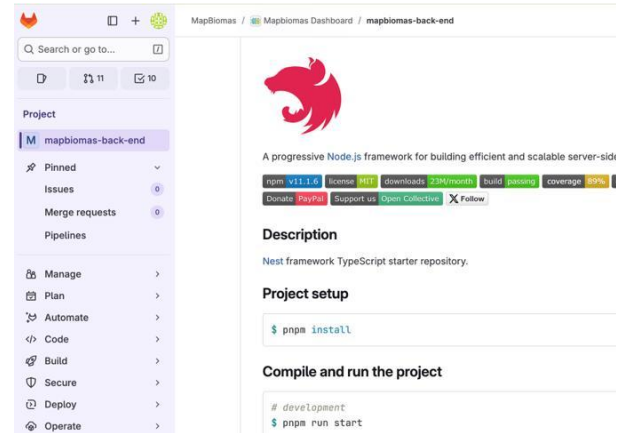 MapBiomas / Mapbiomas Dashboard / mapbiomas-back-end
Search or go to... /
11 10
Project
M mapbiomas-back-end
Pinned
Issues 0
Merge requests 0
Pipelines
Manage
Plan
Automate
Code
Build
Secure
Deploy
Operate
A progressive Node.js framework for building efficient and scalable server-side
npm v11.1.6 license MIT downloads 23M/month build passing coverage 89%
Donate PayPal Support us Open Collective X Follow
Description
Nest framework TypeScript starter repository.
Project setup
$ pnpm install
Compile and run the project
# development
$ pnpm run start